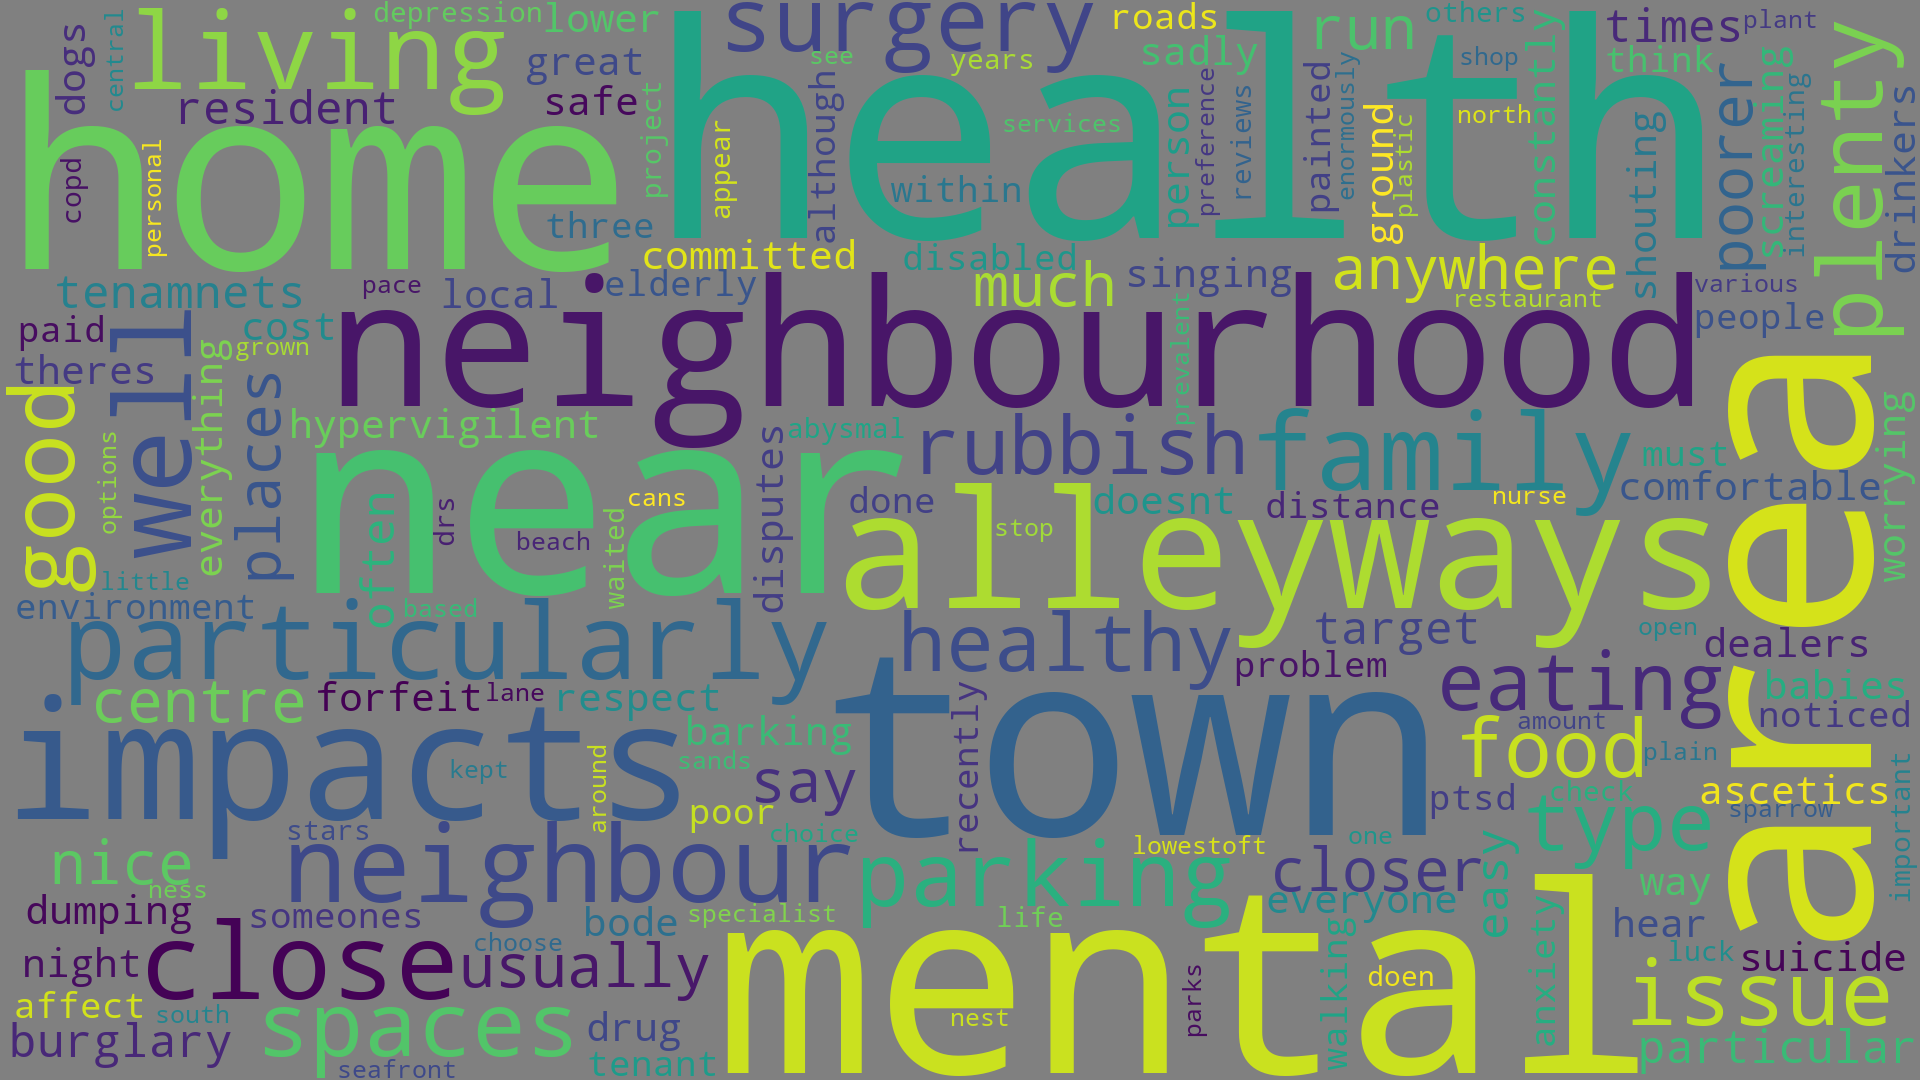 depression
lower
surgery
roads
others
times
plant
dogs
central
living
great
see
years
sadly
run
shop
constantly
think
resident
safe
home
health
project
although
services
person
preference
reviews
painted
enormously
north
ground
plastic
shouting
poorer
screaming
interesting
plenty
drinkers
copd
personal
appear
within
three
committed
disabled
much
singing
anywhere
tenamnets
pace
local
elderly
restaurant
various
paid
cost
grown
neighbourhood
prevalent
people
theres
well
everything
places
good
hypervigilent
abysmal
rubbish
family
must
area
worrying
options
often
near
drs
cans
disputes
done
doesnt
distance
nurse
comfortable
beach
waited
stop
alleyways
little
environment
based
particularly
healthy
target
open
dealers
problem
centre
forfeit
lane
respect
town
eating
babies
recently
amount
noticed
impacts
barking
food
plain
kept
sands
around
say
ptsd
check
ascetics
sparrow
important
poor
choice
type
stars
neighbour
lowestoft
one
easy
nice
ness
parking
closer
way
dumping
someones
bode
specialist
life
everyone
hear
night
close
choose
usually
mental
walking
anxiety
luck
suicide
parks
doen
issue
affect
south
spaces
drug
nest
burglary
tenant
particular
seafront